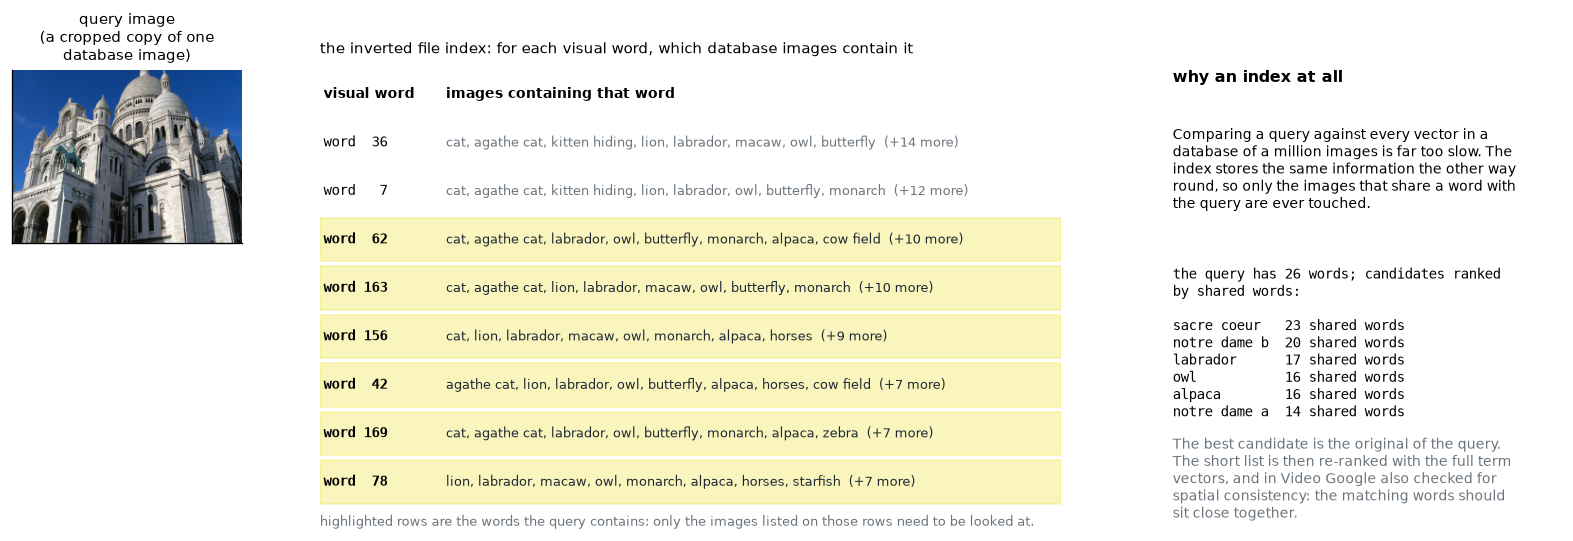 query image
(a cropped copy of one
database image)
the inverted file index: for each visual word, which database images contain it
visual word images containing that word
word 36 cat, agathe cat, kitten hiding, lion, labrador, macaw, owl, butterfly (+14 more)
word 7 cat, agathe cat, kitten hiding, lion, labrador, owl, butterfly, monarch (+12 more)
word 62 cat, agathe cat, labrador, owl, butterfly, monarch, alpaca, cow field (+10 more)
word 163 cat, agathe cat, lion, labrador, macaw, owl, butterfly, monarch (+10 more)
word 156 cat, lion, labrador, macaw, owl, monarch, alpaca, horses (+9 more)
word 42 agathe cat, lion, labrador, owl, butterfly, alpaca, horses, cow field (+7 more)
word 169 cat, agathe cat, labrador, owl, butterfly, monarch, alpaca, zebra (+7 more)
word 78 lion, labrador, macaw, owl, monarch, alpaca, horses, starfish (+7 more)
highlighted rows are the words the query contains: only the images listed on those rows need to be looked at.
why an index at all
Comparing a query against every vector in a
database of a million images is far too slow. The
index stores the same information the other way
round, so only the images that share a word with
the query are ever touched.
the query has 26 words; candidates ranked
by shared words:
sacre coeur 23 shared words
notre dame b 20 shared words
labrador 17 shared words
owl 16 shared words
alpaca 16 shared words
notre dame a 14 shared words
The best candidate is the original of the query.
The short list is then re-ranked with the full term
vectors, and in Video Google also checked for
spatial consistency: the matching words should
sit close together.